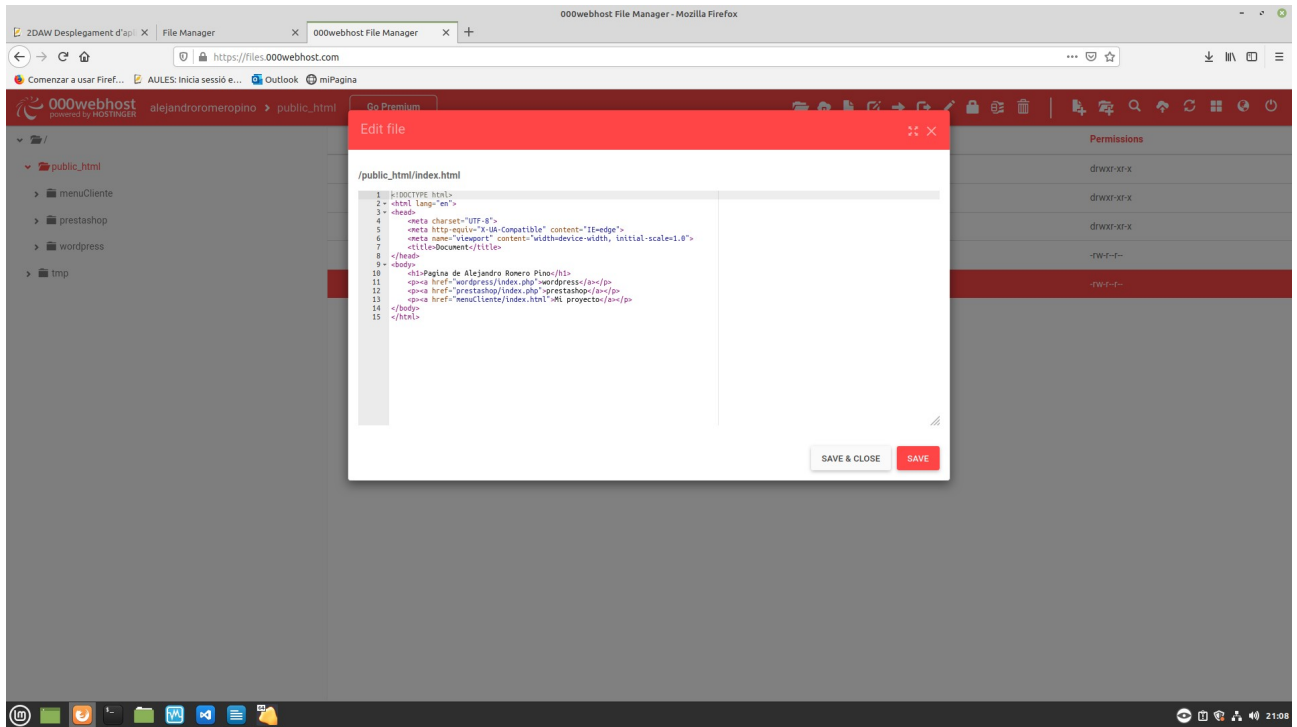 000webhost File Manager - Mozilla Firefox
2DAW Desplegament d'apli
File Manager
000webhost File Manager
https://files.000webhost.com
Comenzar a usar Firef...
AULES: Inicia sessió e...
Outlook
miPagina
000webhost
powered by HOSTINGER
alejandroromeropino > public_html
Go Premium
Edit file
/
public_html
menuCliente
prestashop
wordpress
tmp
Permissions
drwxr-xr-x
drwxr-xr-x
drwxr-xr-x
-rw-r--r--
-rw-r--r--
/public_html/index.html
1 <!DOCTYPE html>
2 <html lang="en">
3 <head>
4 <meta charset="UTF-8">
5 <meta http-equiv="X-UA-Compatible" content="IE=edge">
6 <meta name="viewport" content="width=device-width, initial-scale=1.0">
7 <title>Document</title>
8 </head>
9 <body>
10 <h1>Pagina de Alejandro Romero Pino</h1>
11 <p><a href="wordpress/index.php">wordpress</a></p>
12 <p><a href="prestashop/index.php">prestashop</a></p>
13 <p><a href="menuCliente/index.html">Mi proyecto</a></p>
14 </body>
15 </html>
SAVE & CLOSE
SAVE
21:08